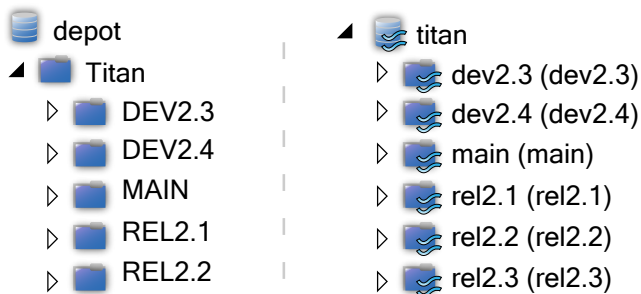 depot
Titan
DEV2.3
DEV2.4
MAIN
REL2.1
REL2.2
titan
dev2.3 (dev2.3)
dev2.4 (dev2.4)
main (main)
rel2.1 (rel2.1)
rel2.2 (rel2.2)
rel2.3 (rel2.3)